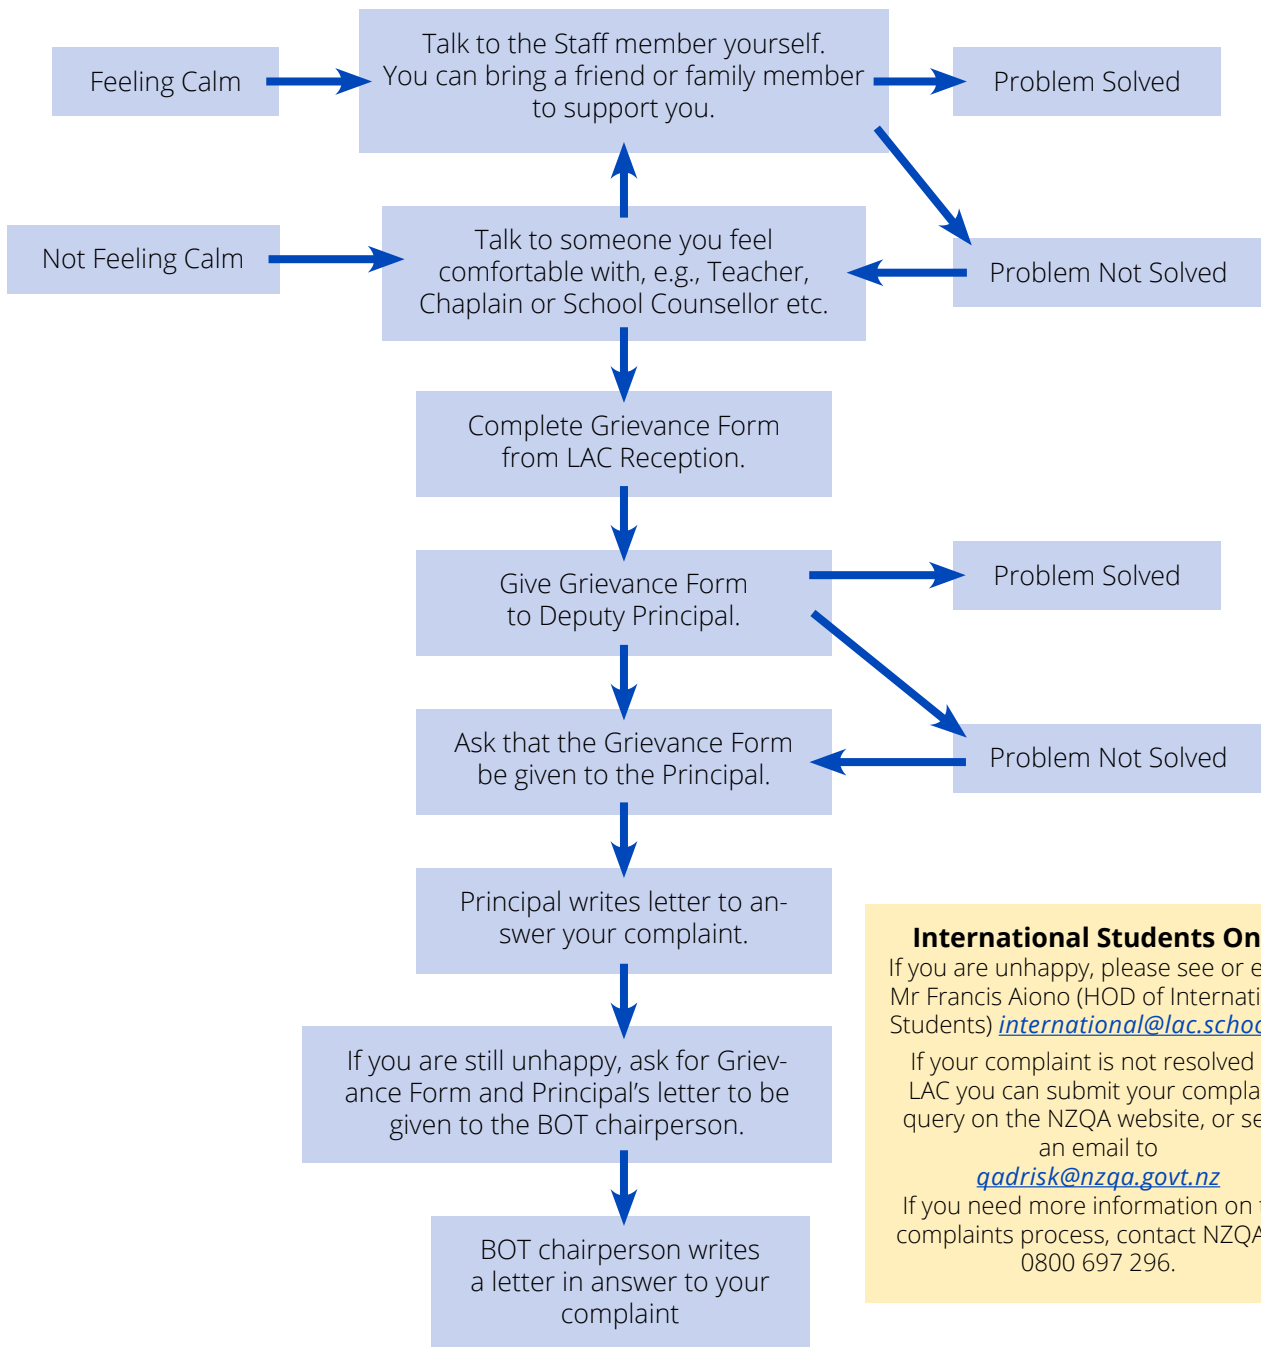 Feeling Calm
Talk to the Staff member yourself.
You can bring a friend or family member
to support you.
Problem Solved
Not Feeling Calm
Talk to someone you feel
comfortable with, e.g., Teacher,
Chaplain or School Counsellor etc.
Problem Not Solved
Complete Grievance Form
from LAC Reception.
Give Grievance Form
to Deputy Principal.
Problem Solved
Ask that the Grievance Form
be given to the Principal.
Problem Not Solved
Principal writes letter to an-
swer your complaint.
If you are still unhappy, ask for Griev-
ance Form and Principal's letter to be
given to the BOT chairperson.
BOT chairperson writes
a letter in answer to your
complaint
International Students On
If you are unhappy, please see or e
Mr Francis Aiono (HOD of Internati
Students) international@lac.schoo
If your complaint is not resolved
LAC you can submit your compla
query on the NZQA website, or se
an email to
qadrisk@nzqa.govt.nz
If you need more information on
complaints process, contact NZQA
0800 697 296.